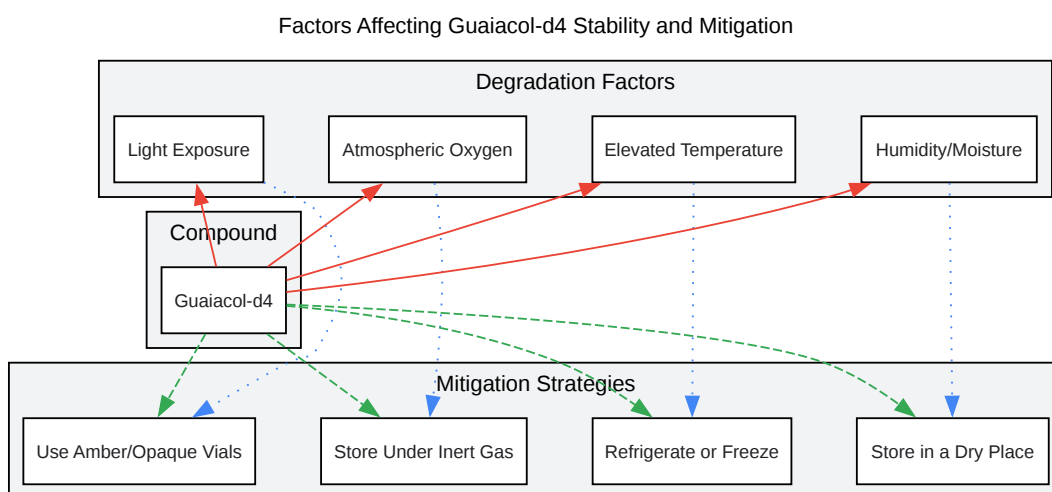 Factors Affecting Guaiacol-d4 Stability and Mitigation
Degradation Factors
Light Exposure
Atmospheric Oxygen
Elevated Temperature
Humidity/Moisture
Compound
Guaiacol-d4
Mitigation Strategies
Use Amber/Opaque Vials
Store Under Inert Gas
Refrigerate or Freeze
Store in a Dry Place